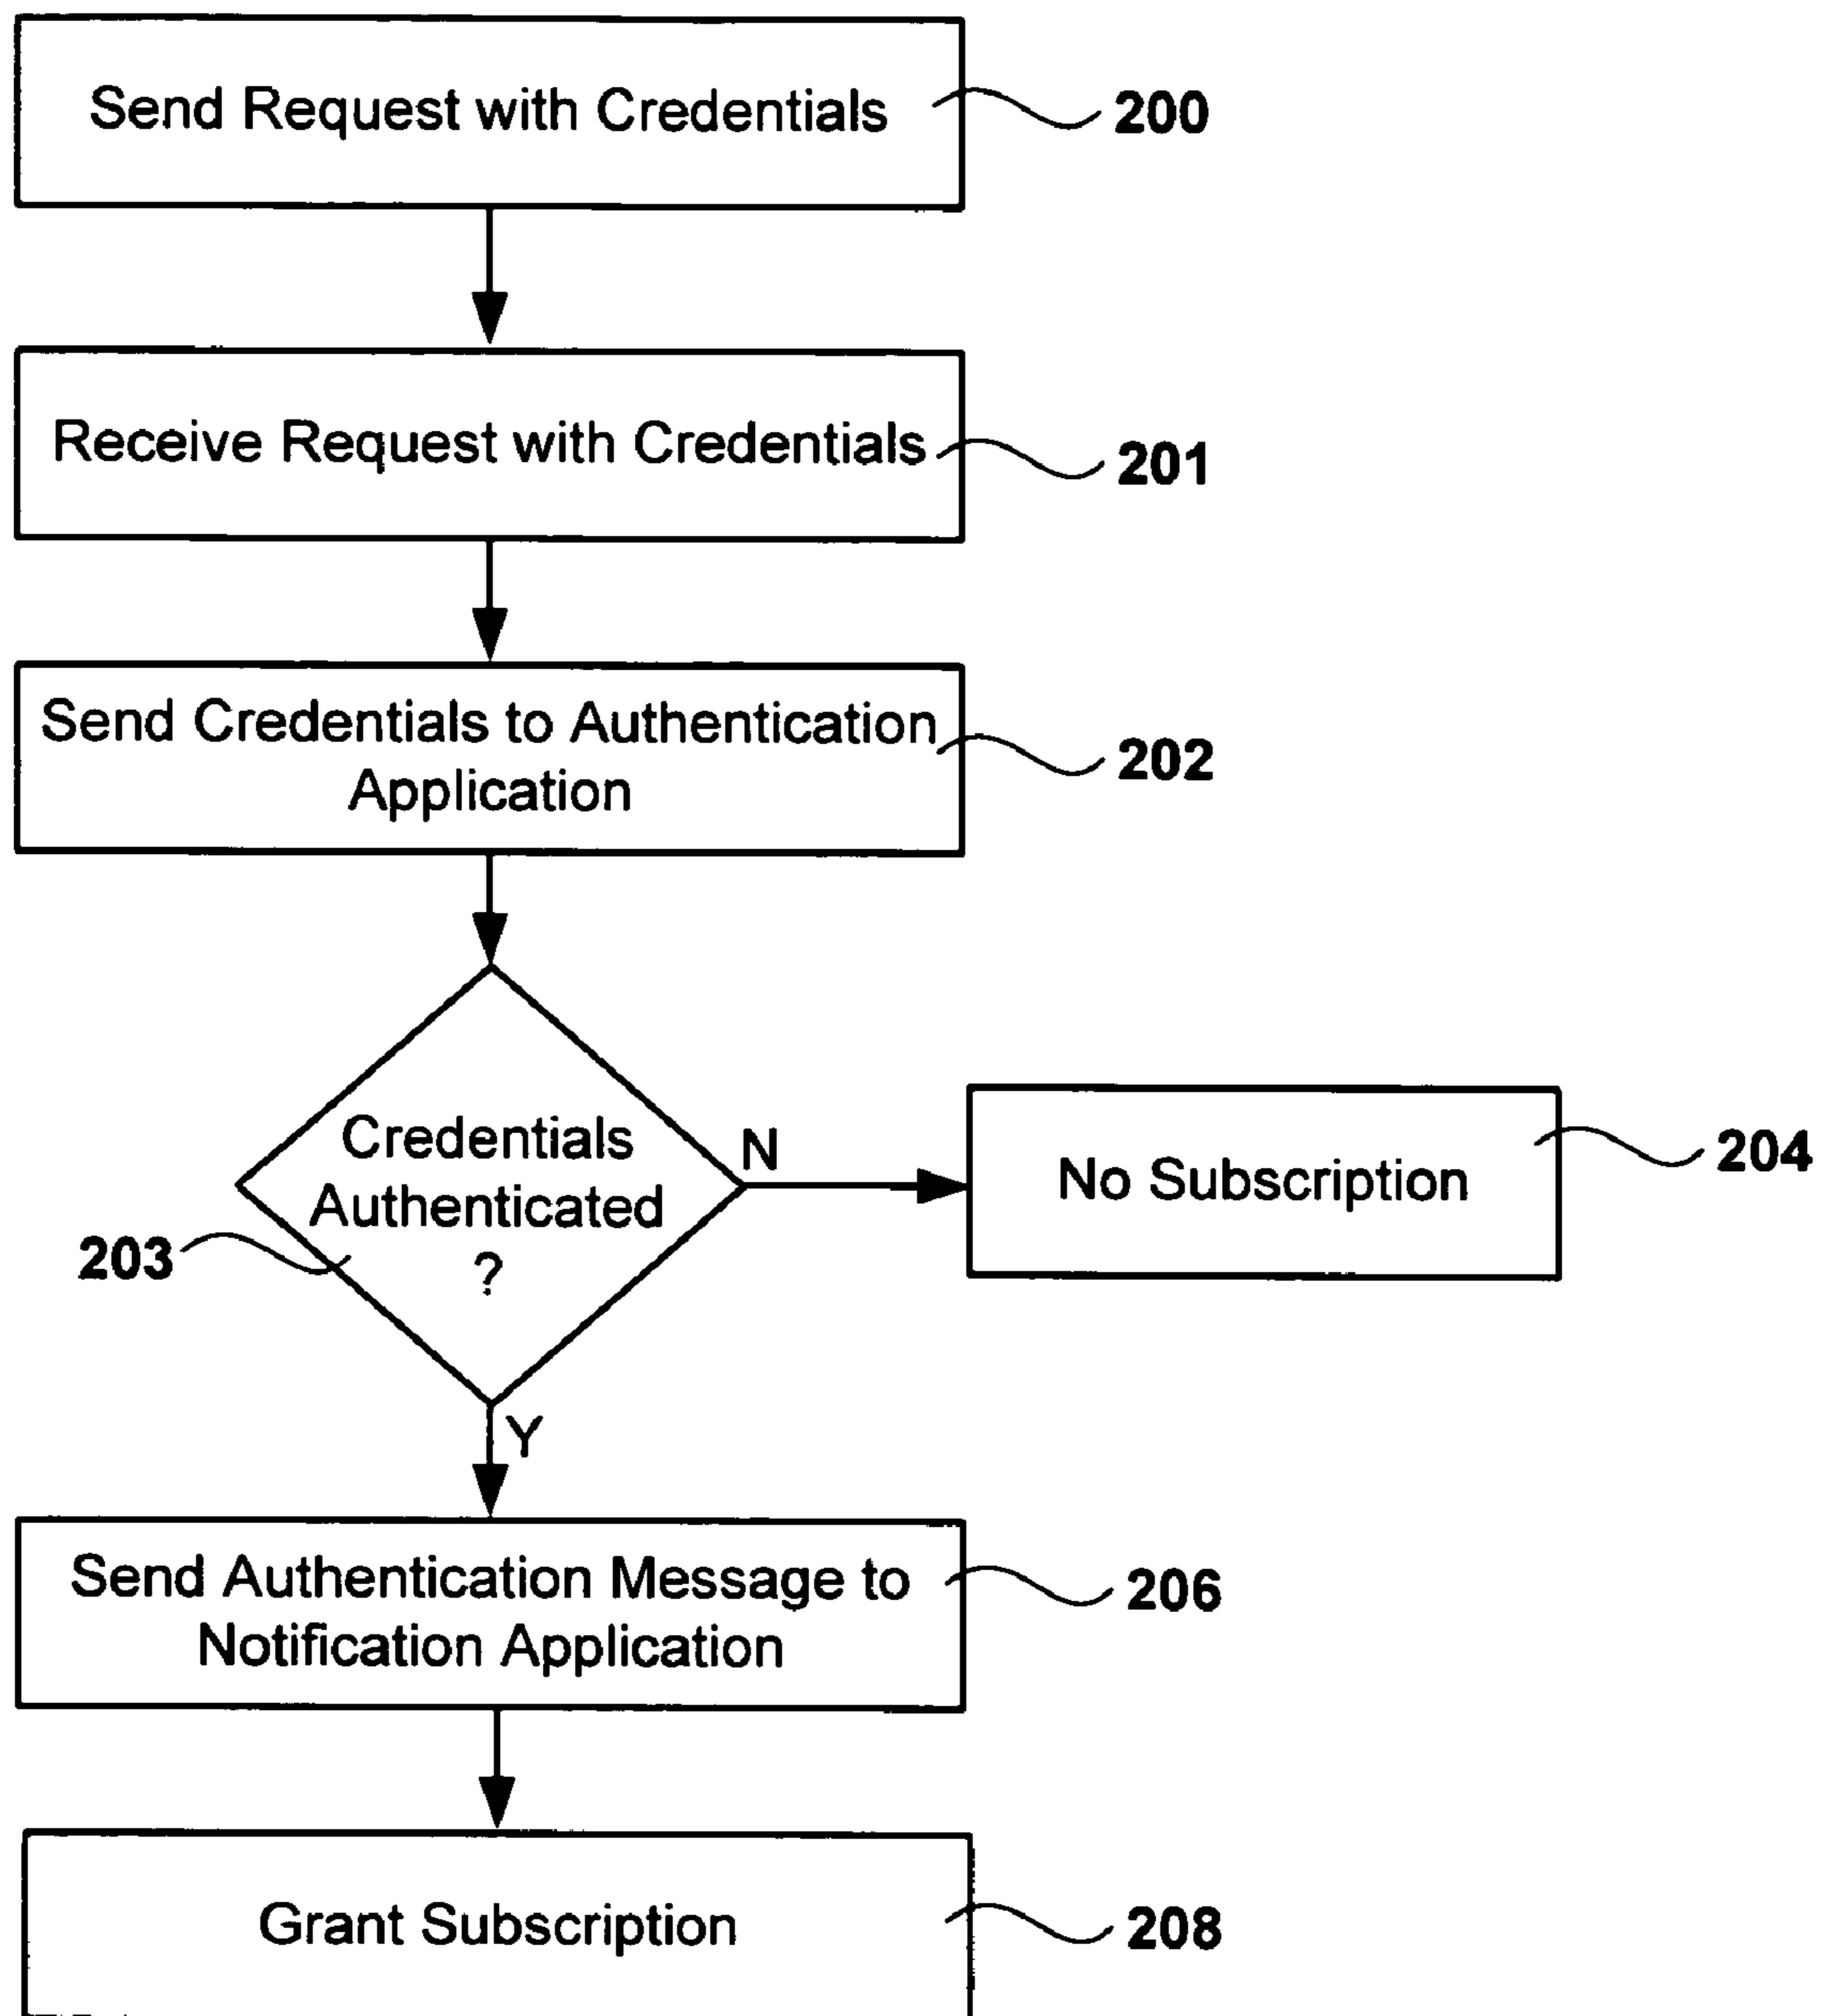 Send Request with Credentials
200
Receive Request with Credentials
201
Send Credentials to Authentication
Application
202
Credentials
Authenticated
?
203
N
No Subscription
204
Y
Send Authentication Message to
Notification Application
206
Grant Subscription
208